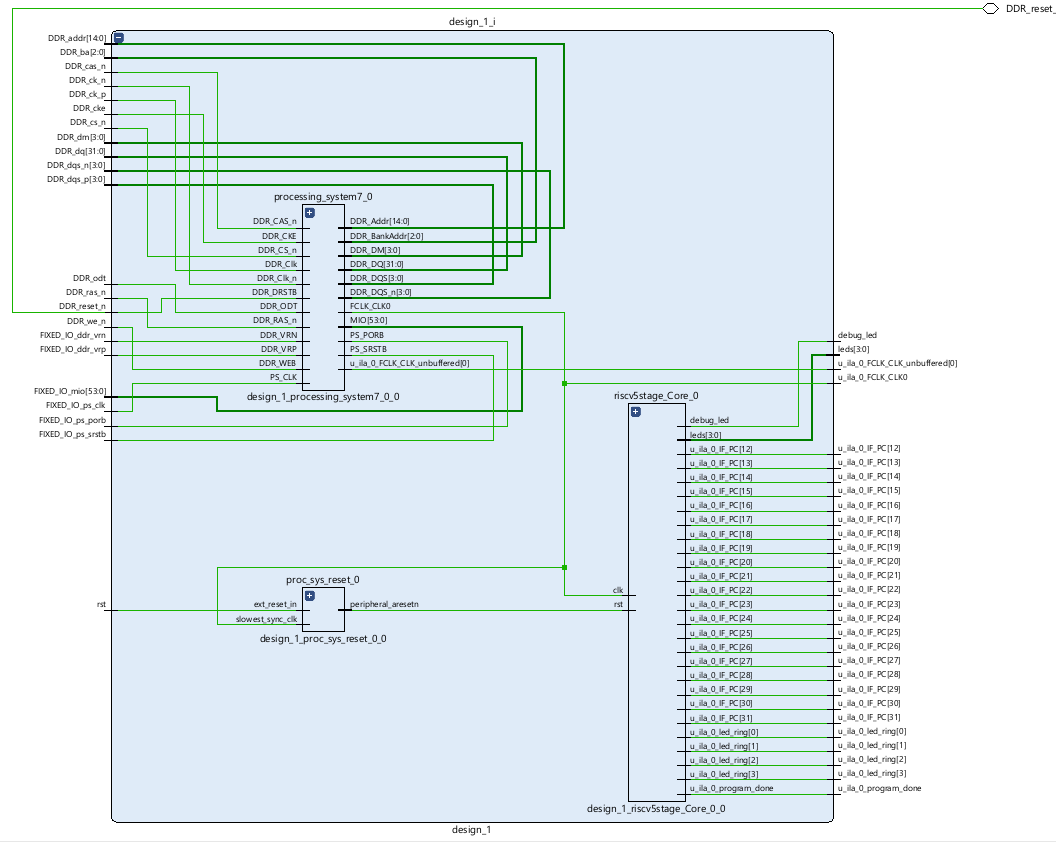 DDR_reset_
design_1_i
DDR_addr[14:0]
DDR_ba[2:0]
DDR_cas_n
DDR_ck_n
DDR_ck_p
DDR_cke
DDR_cs_n
DDR_dm[3:0]
DDR_dq[31:0]
DDR_dqs_n[3:0]
DDR_dqs_p[3:0]
DDR_odt
DDR_ras_n
DDR_reset_n
DDR_we_n
FIXED_IO_ddr_vrn
FIXED_IO_ddr_vrp
FIXED_IO_mio[53:0]
FIXED_IO_ps_clk
FIXED_IO_ps_porb
FIXED_IO_ps_srstb
rst
processing_system7_0
DDR_CAS_n
DDR_CKE
DDR_CS_n
DDR_Clk
DDR_Clk_n
DDR_DRSTB
DDR_ODT
DDR_RAS_n
DDR_VRN
DDR_VRP
DDR_WEB
PS_CLK
DDR_Addr[14:0]
DDR_BankAddr[2:0]
DDR_DM[3:0]
DDR_DQ[31:0]
DDR_DQS[3:0]
DDR_DQS_n[3:0]
FCLK_CLK0
MIO[53:0]
PS_PORB
PS_SRSTB
u_ila_0_FCLK_CLK_unbuffered[0]
design_1_processing_system7_0_0
proc_sys_reset_0
ext_reset_in
slowest_sync_clk
peripheral_aresetn
design_1_proc_sys_reset_0_0
riscv5stage_Core_0
clk
rst
debug_led
leds[3:0]
u_ila_0_IF_PC[12]
u_ila_0_IF_PC[13]
u_ila_0_IF_PC[14]
u_ila_0_IF_PC[15]
u_ila_0_IF_PC[16]
u_ila_0_IF_PC[17]
u_ila_0_IF_PC[18]
u_ila_0_IF_PC[19]
u_ila_0_IF_PC[20]
u_ila_0_IF_PC[21]
u_ila_0_IF_PC[22]
u_ila_0_IF_PC[23]
u_ila_0_IF_PC[24]
u_ila_0_IF_PC[25]
u_ila_0_IF_PC[26]
u_ila_0_IF_PC[27]
u_ila_0_IF_PC[28]
u_ila_0_IF_PC[29]
u_ila_0_IF_PC[30]
u_ila_0_IF_PC[31]
u_ila_0_led_ring[0]
u_ila_0_led_ring[1]
u_ila_0_led_ring[2]
u_ila_0_led_ring[3]
u_ila_0_program_done
design_1_riscv5stage_Core_0_0
debug_led
leds[3:0]
u_ila_0_FCLK_CLK_unbuffered[0]
u_ila_0_FCLK_CLK0
u_ila_0_IF_PC[12]
u_ila_0_IF_PC[13]
u_ila_0_IF_PC[14]
u_ila_0_IF_PC[15]
u_ila_0_IF_PC[16]
u_ila_0_IF_PC[17]
u_ila_0_IF_PC[18]
u_ila_0_IF_PC[19]
u_ila_0_IF_PC[20]
u_ila_0_IF_PC[21]
u_ila_0_IF_PC[22]
u_ila_0_IF_PC[23]
u_ila_0_IF_PC[24]
u_ila_0_IF_PC[25]
u_ila_0_IF_PC[26]
u_ila_0_IF_PC[27]
u_ila_0_IF_PC[28]
u_ila_0_IF_PC[29]
u_ila_0_IF_PC[30]
u_ila_0_IF_PC[31]
u_ila_0_led_ring[0]
u_ila_0_led_ring[1]
u_ila_0_led_ring[2]
u_ila_0_led_ring[3]
u_ila_0_program_done
design_1